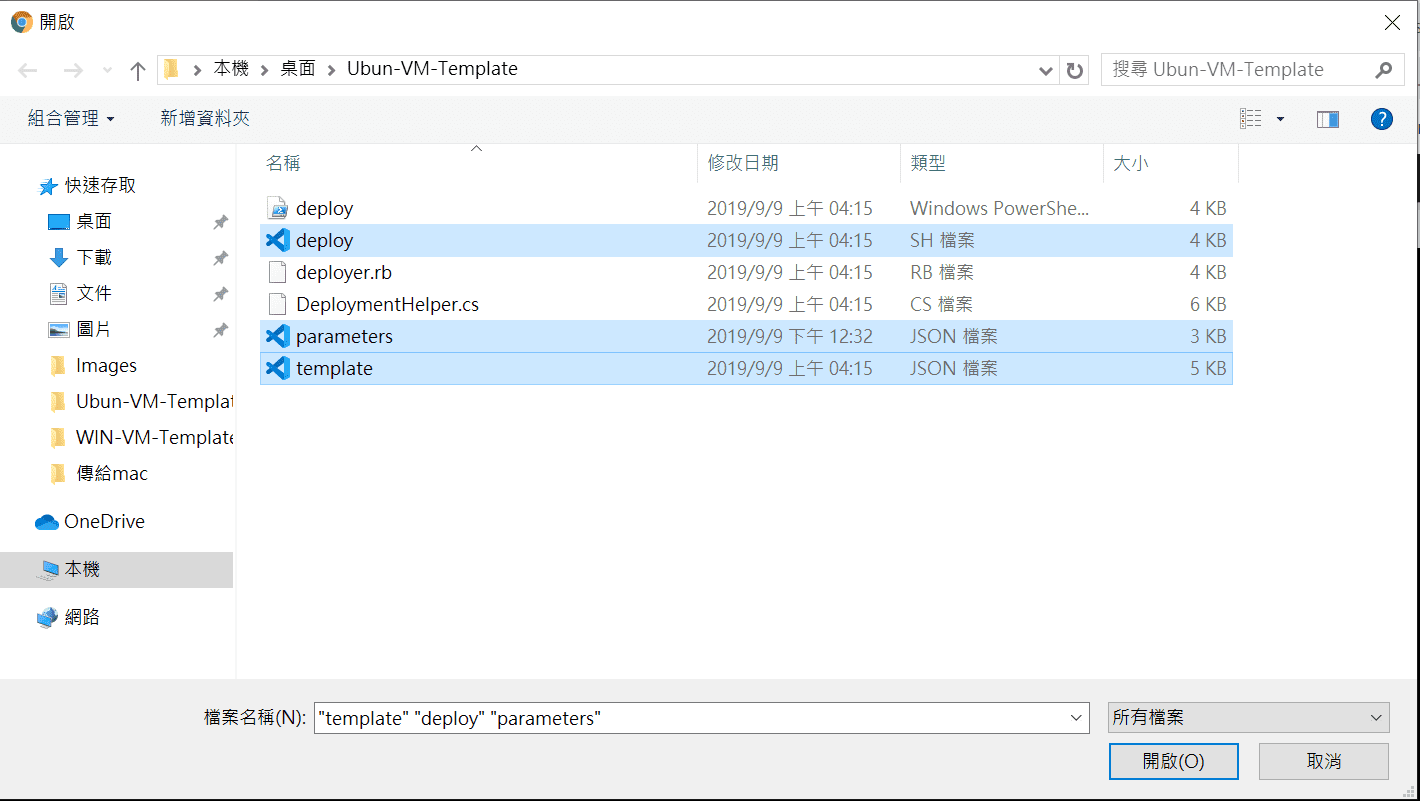 開啟
本機 桌面 Ubun-VM-Template
搜尋 Ubun-VM-Template
組合管理 新增資料夾
名稱 修改日期 類型 大小
快速存取
桌面
下載
文件
圖片
Images
Ubun-VM-Templat
WIN-VM-Template
傳給mac
OneDrive
本機
網路
deploy 2019/9/9 上午 04:15 Windows PowerShe... 4 KB
deploy 2019/9/9 上午 04:15 SH 檔案 4 KB
deployer.rb 2019/9/9 上午 04:15 RB 檔案 4 KB
DeploymentHelper.cs 2019/9/9 上午 04:15 CS 檔案 6 KB
parameters 2019/9/9 下午 12:32 JSON 檔案 3 KB
template 2019/9/9 上午 04:15 JSON 檔案 5 KB
檔案名稱(N): "template" "deploy" "parameters" 所有檔案
開啟(O) 取消